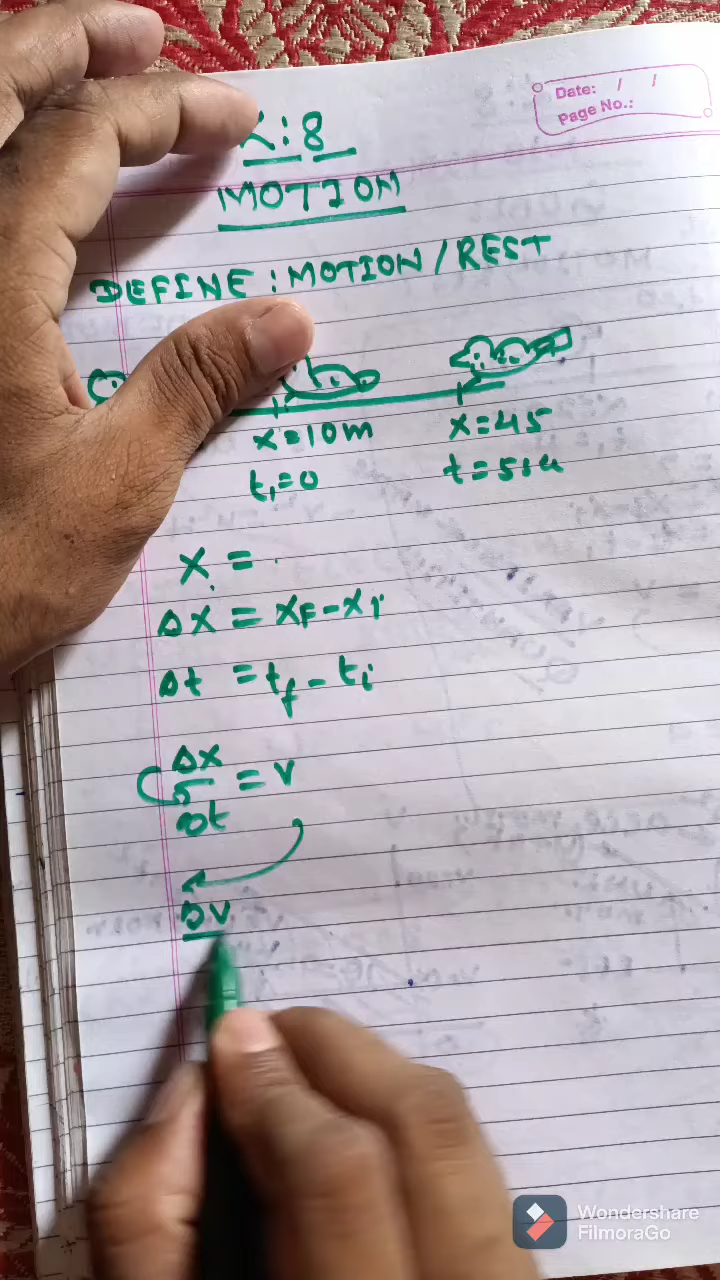 Date: / /
Page No.:
: 8
MOTION
DEFINE : MOTION / REST
x=10m x=45
t₁=0 t=5
x =
Δx = xF - xi
Δt = tf - ti
Δx/Δt = v
Δv
Wondershare
FilmoraGo